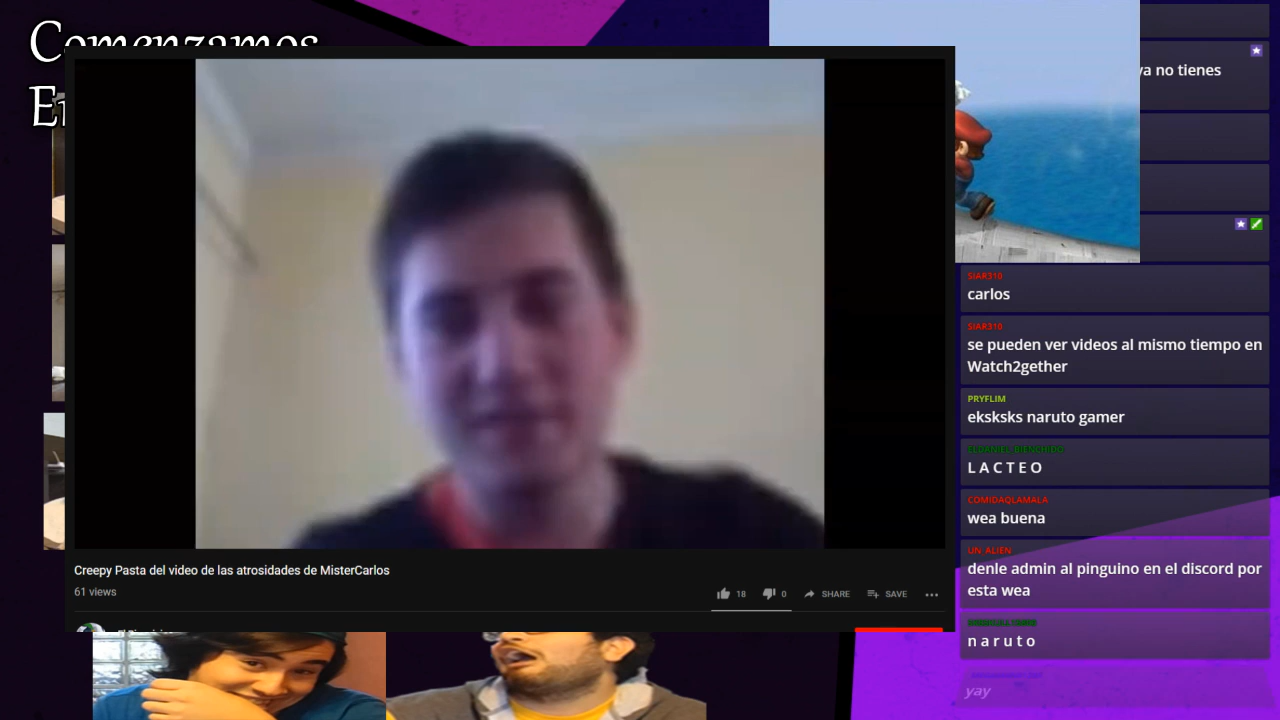 Comenzamos
En
ya no tienes
SIAR310
carlos
SIAR310
se pueden ver videos al mismo tiempo en
Watch2gether
PRYFLIM
eksksks naruto gamer
L A C T E O
COMIDAQLAMALA
wea buena
UN_ALIEN
denle admin al pinguino en el discord por
esta wea
n a r u t o
yay
Creepy Pasta del video de las atrosidades de MisterCarlos
61 views
18
0
SHARE
SAVE